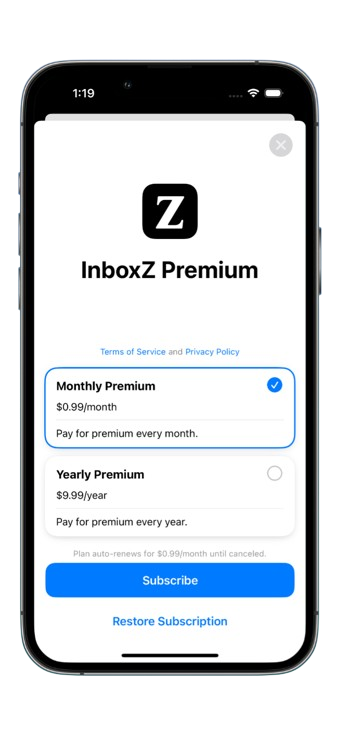 1:19
Z
InboxZ Premium
Terms of Service and Privacy Policy
Monthly Premium
$0.99/month
Pay for premium every month.
Yearly Premium
$9.99/year
Pay for premium every year.
Plan auto-renews for $0.99/month until canceled.
Subscribe
Restore Subscription